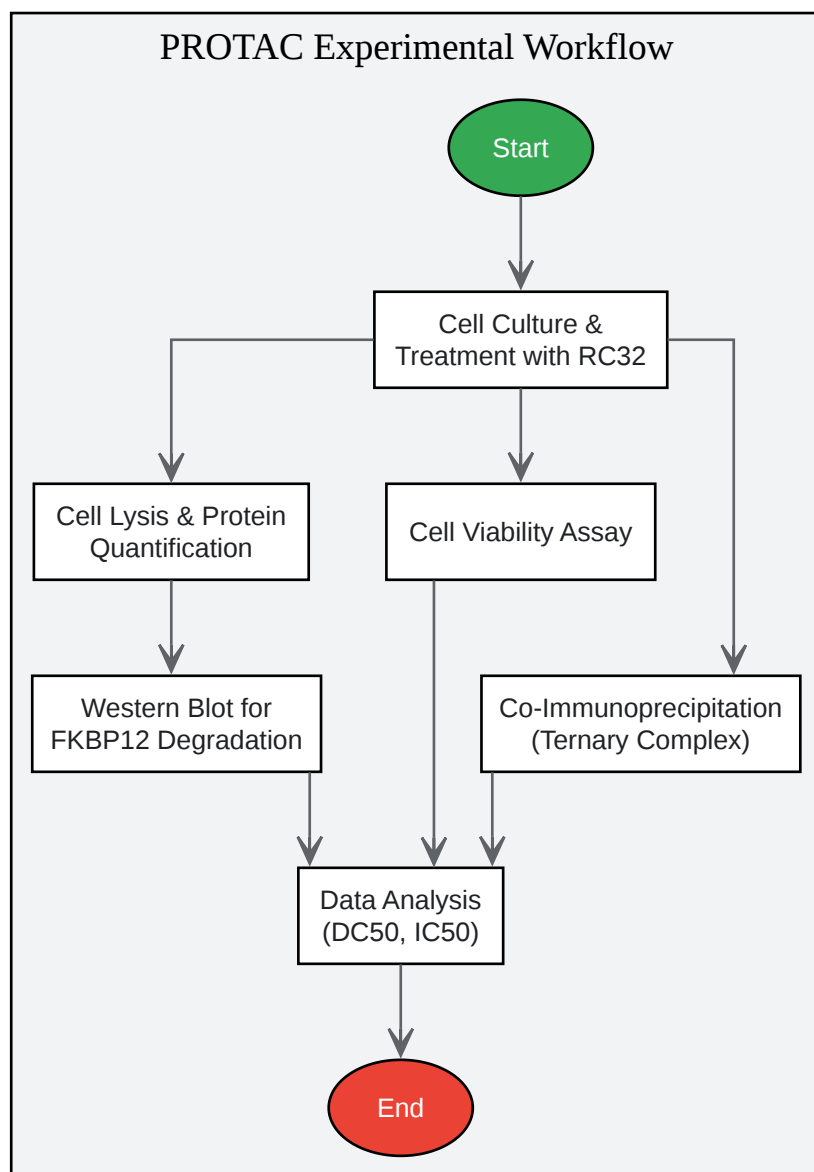 PROTAC Experimental Workflow
Start
Cell Culture &
Treatment with RC32
Cell Lysis & Protein
Quantification
Cell Viability Assay
Western Blot for
FKBP12 Degradation
Co-Immunoprecipitation
(Ternary Complex)
Data Analysis
(DC50, IC50)
End